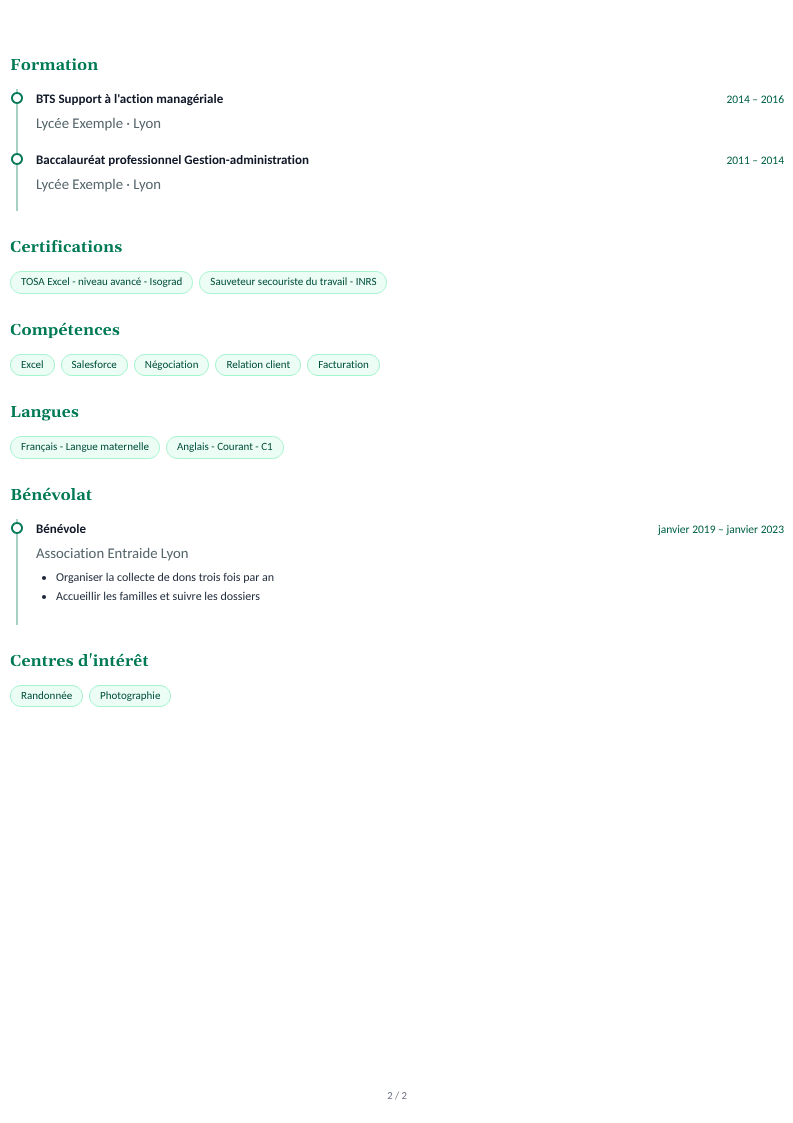 Formation
BTS Support à l'action managériale 2014 – 2016
Lycée Exemple · Lyon
Baccalauréat professionnel Gestion-administration 2011 – 2014
Lycée Exemple · Lyon
Certifications
TOSA Excel - niveau avancé - Isograd Sauveteur secouriste du travail - INRS
Compétences
Excel Salesforce Négociation Relation client Facturation
Langues
Français - Langue maternelle Anglais - Courant - C1
Bénévolat
Bénévole janvier 2019 – janvier 2023
Association Entraide Lyon
• Organiser la collecte de dons trois fois par an
• Accueillir les familles et suivre les dossiers
Centres d'intérêt
Randonnée Photographie
2 / 2